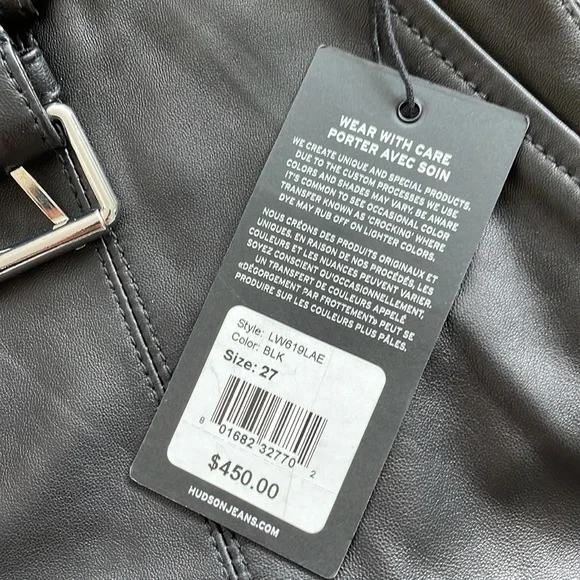 WEAR WITH CARE
PORTER AVEC SOIN
WE CREATE UNIQUE AND SPECIAL PRODUCTS.
DUE TO THE CUSTOM PROCESSES WE USE
COLORS AND SHADES MAY VARY. BE AWARE
IT'S COMMON TO SEE OCCASIONAL COLOR
TRANSFER KNOWN AS 'CROCKING' WHERE
DYE MAY RUB OFF ON LIGHTER COLORS.
NOUS CRÉONS DES PRODUITS ORIGINAUX ET
UNIQUES, EN RAISON DE NOS PROCÉDÉS, LES
COULEURS ET LES NUANCES PEUVENT VARIER.
SOYEZ CONSCIENT QU'OCCASIONNELLEMENT,
UN TRANSFERT DE COULEURS APPELÉ
«DÉGORGEMENT PAR FROTTEMENT» PEUT SE
PRODUIRE SUR LES COULEURS PLUS PÂLES.
Style: LW619LAE
Color: BLK
Size: 27
8 01682 32770 2
$450.00
HUDSONJEANS.COM